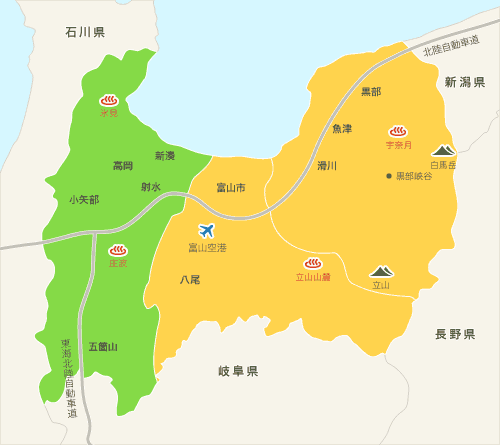 石川県
北陸自動車道
新潟県
黒部
氷見
魚津
宇奈月
新湊
高岡
白馬岳
滑川
黒部峡谷
射水
富山市
小矢部
富山空港
庄波
立山山麓
八尾
立山
長野県
東海北陸自動車道
五箇山
岐阜県